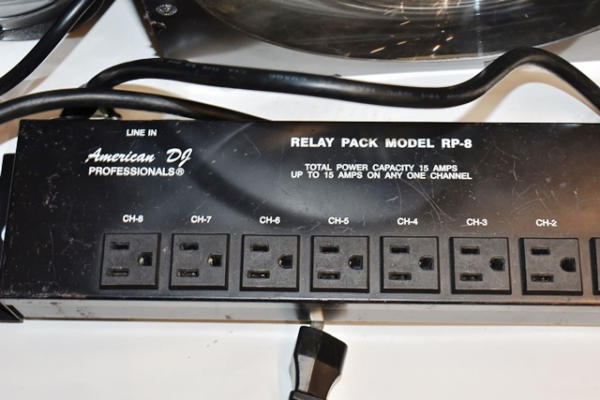 LINE IN
American DJ
PROFESSIONALS®
RELAY PACK MODEL RP-8
TOTAL POWER CAPACITY 15 AMPS
UP TO 15 AMPS ON ANY ONE CHANNEL
CH-8 CH-7 CH-6 CH-5 CH-4 CH-3 CH-2